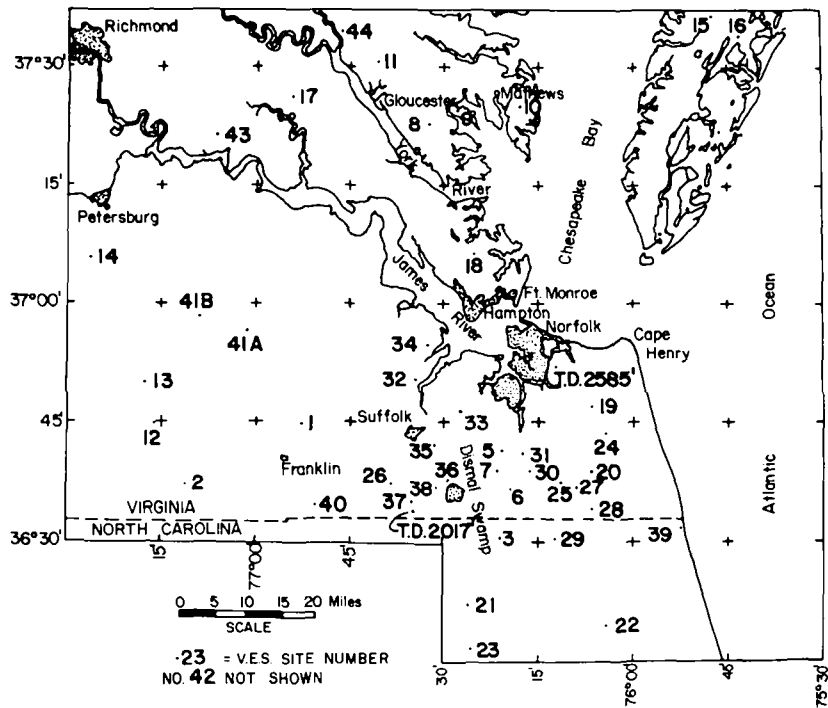 Richmond
44
15
16
37°30'
11
17
Gloucester
Mathews
10
9
8
43
York
Chesapeake Bay
15'
River
Petersburg
14
18
James
37°00'
41B
Ft. Monroe
Hampton
River
Norfolk
Cape
Henry
Ocean
41A
34
32
T.D. 2585'
13
19
45'
1
Suffolk
33
12
35
5
31
24
Franklin
26
36
7
30
20
2
38
6
25
27
Dismal Swamp
40
37
28
Atlantic
VIRGINIA
NORTH CAROLINA
T.D. 2017'
39
36°30'
3
29
15
77°00'
45'
0 5 10 15 20 Miles
SCALE
21
22
·23 = V.E.S. SITE NUMBER
NO. 42 NOT SHOWN
23
30
15'
76°00'
45
75°30'